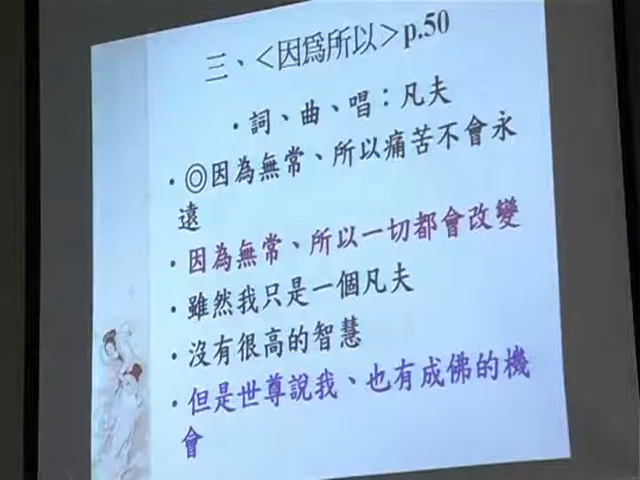 三、<因為所以>p.50
•詞、曲、唱：凡夫
•◎因為無常、所以痛苦不會永
遠
•因為無常、所以一切都會改變
•雖然我只是一個凡夫
•沒有很高的智慧
•但是世尊說我、也有成佛的機
會